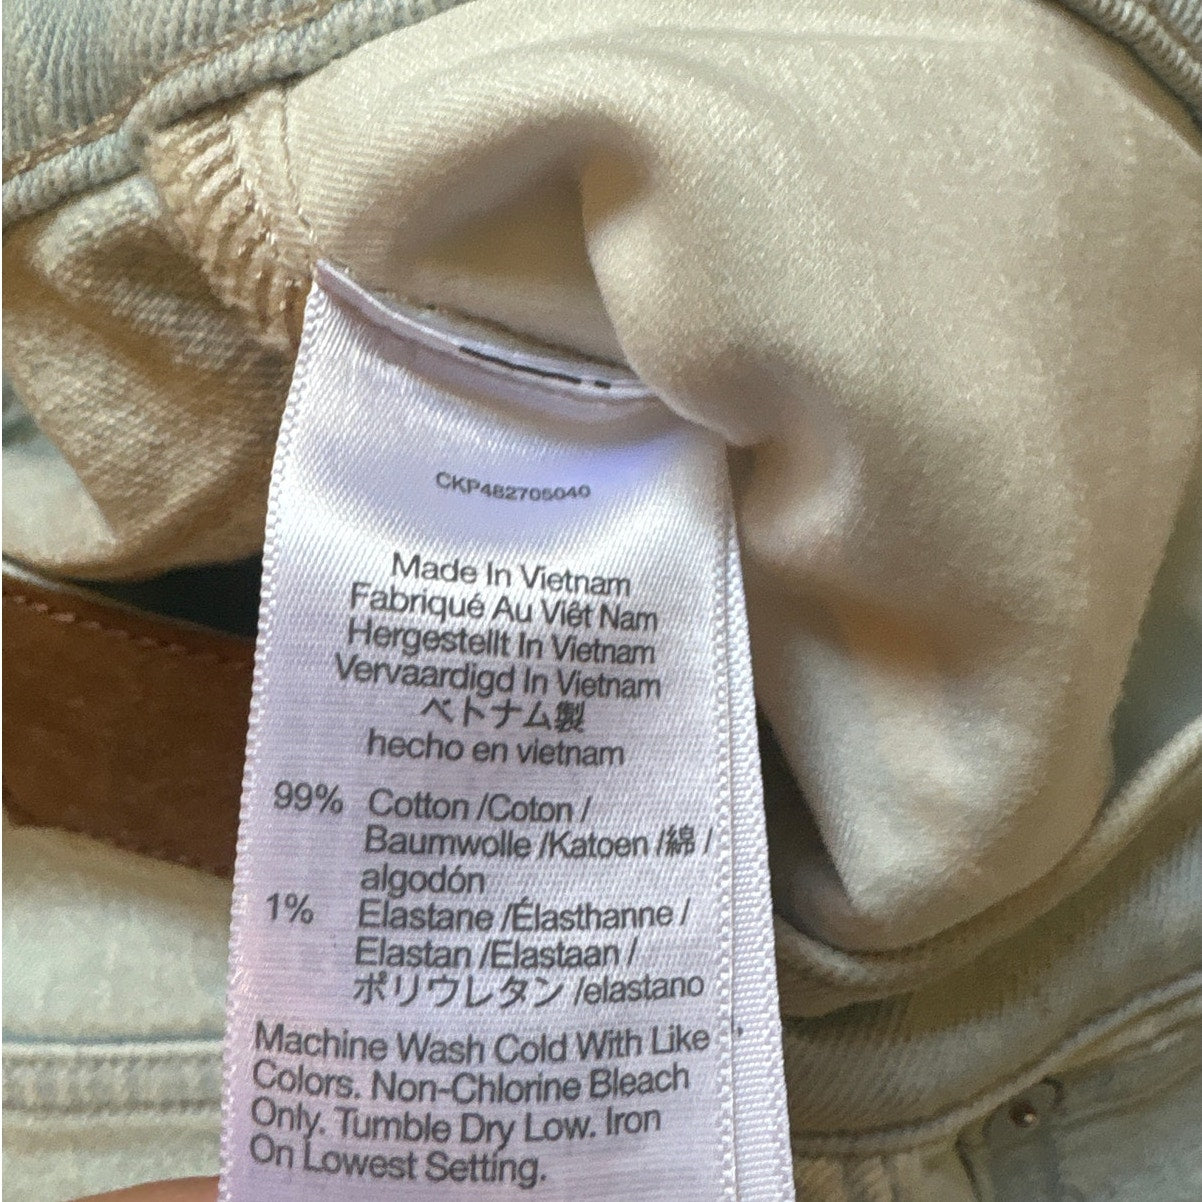 CKP482705040
Made In Vietnam
Fabriqué Au Viêt Nam
Hergestellt In Vietnam
Vervaardigd In Vietnam
ベトナム製
hecho en vietnam
99% Cotton /Coton /
Baumwolle /Katoen /綿 /
algodón
1% Elastane /Élasthanne /
Elastan /Elastaan /
ポリウレタン /elastano
Machine Wash Cold With Like
Colors. Non-Chlorine Bleach
Only. Tumble Dry Low. Iron
On Lowest Setting.